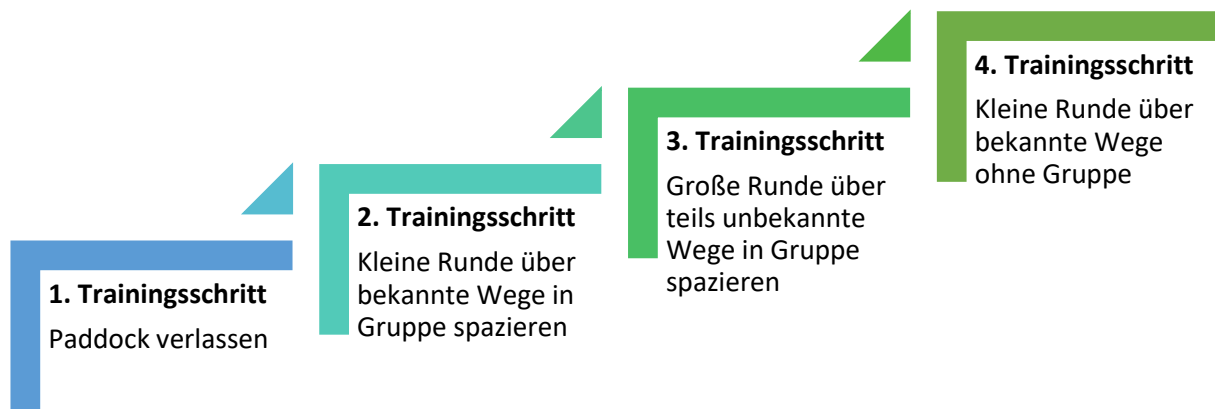 1. Trainingsschritt
Paddock verlassen
2. Trainingsschritt
Kleine Runde über
bekannte Wege in
Gruppe spazieren
3. Trainingsschritt
Große Runde über
teils unbekannte
Wege in Gruppe
spazieren
4. Trainingsschritt
Kleine Runde über
bekannte Wege
ohne Gruppe